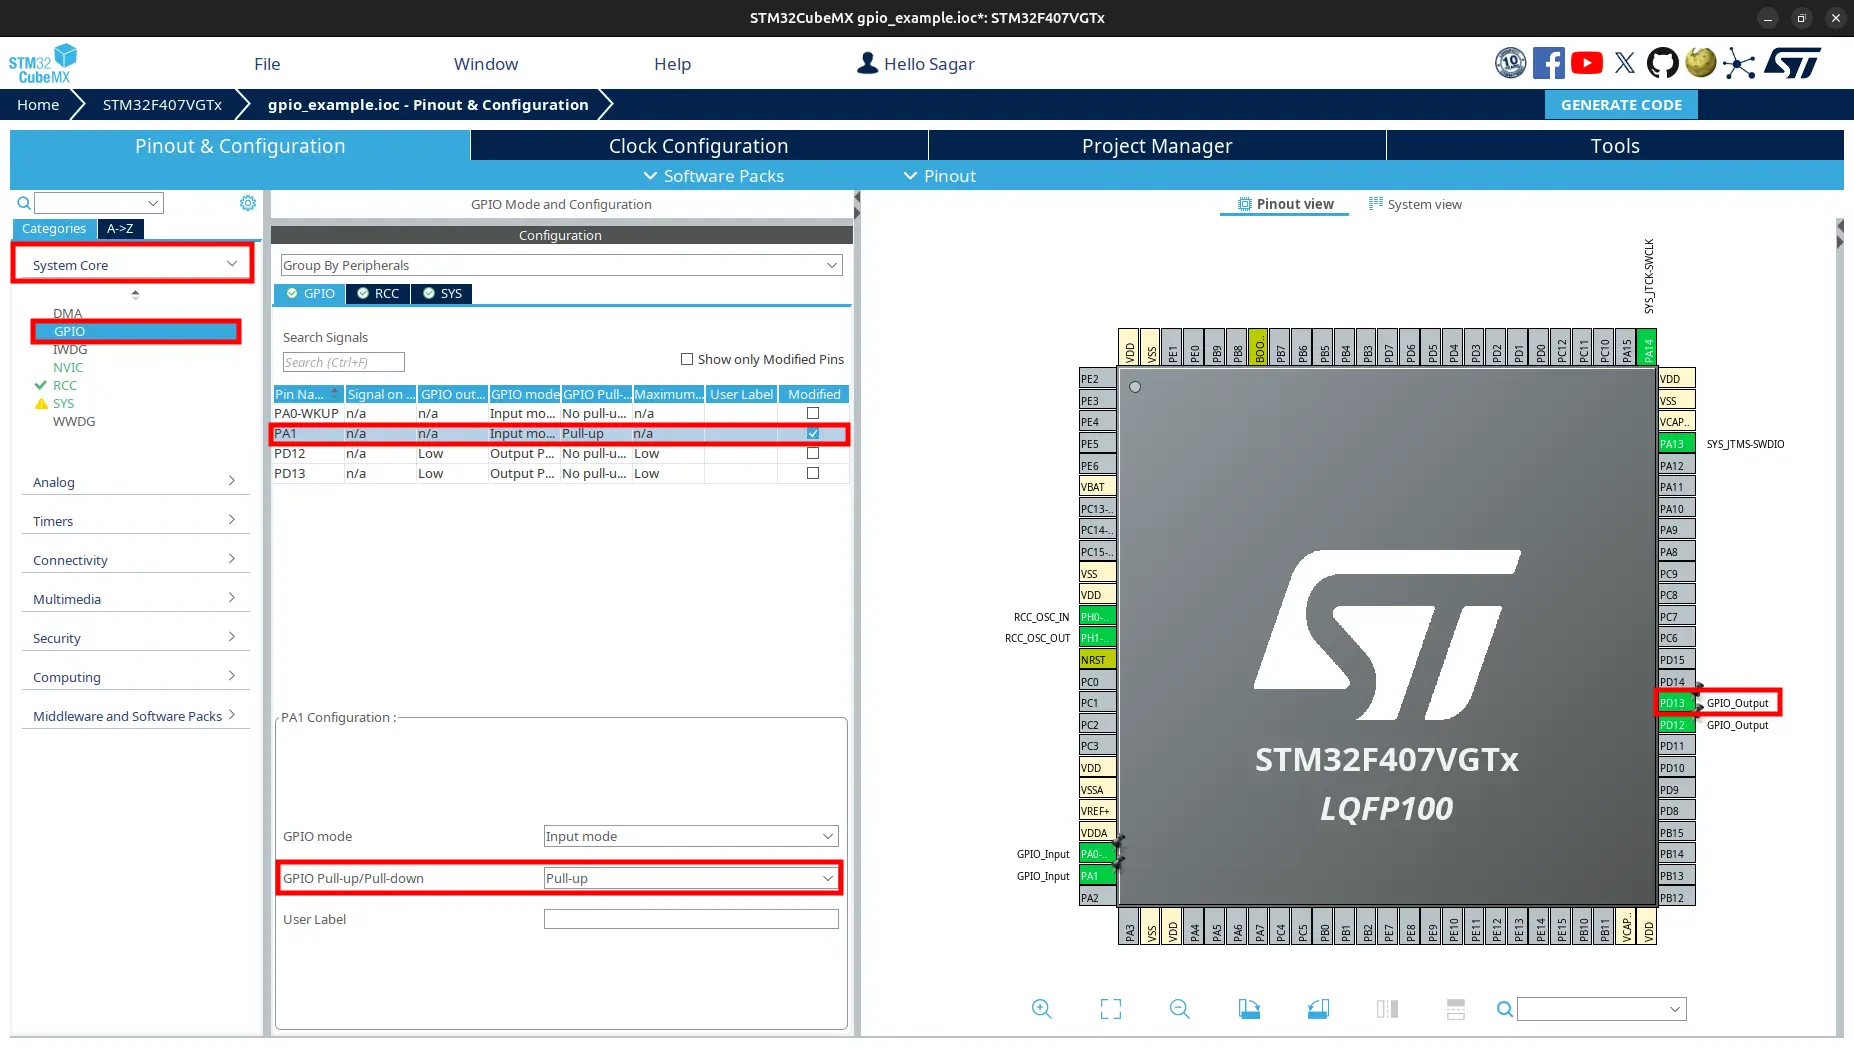 STM32CubeMX gpio_example.ioc*: STM32F407VGTx
STM32
CubeMX
File
Window
Help
Hello Sagar
10
Home
STM32F407VGTx
gpio_example.ioc - Pinout & Configuration
GENERATE CODE
Pinout & Configuration
Clock Configuration
Project Manager
Tools
Software Packs
Pinout
Categories
A->Z
System Core
DMA
GPIO
IWDG
NVIC
RCC
SYS
WWDG
Analog
Timers
Connectivity
Multimedia
Security
Computing
Middleware and Software Packs
GPIO Mode and Configuration
Configuration
Group By Peripherals
GPIO RCC SYS
Search Signals
Search (Ctrl+F)
Show only Modified Pins
Pin Na... Signal on ... GPIO out... GPIO mode GPIO Pull-... Maximum... User Label Modified
PA0-WKUP n/a n/a Input mo... No pull-u... n/a
PA1 n/a n/a Input mo... Pull-up n/a
PD12 n/a Low Output P... No pull-u... Low
PD13 n/a Low Output P... No pull-u... Low
PA1 Configuration :
GPIO mode Input mode
GPIO Pull-up/Pull-down Pull-up
User Label
Pinout view
System view
SYS_JTCK-SWCLK
VDD VSS PE1 PE0 PB9 PB8 BOO.. PB7 PB6 PB5 PB4 PB3 PD7 PD6 PD5 PD4 PD3 PD2 PD1 PD0 PC12 PC11 PC10 PA15 PA14
PE2
PE3
PE4
PE5
PE6
VBAT
PC13-..
PC14-..
PC15-..
VSS
VDD
RCC_OSC_IN PH0-..
RCC_OSC_OUT PH1-..
NRST
PC0
PC1
PC2
PC3
VDD
VSSA
VREF+
VDDA
GPIO_Input PA0-..
GPIO_Input PA1
PA2
ST
STM32F407VGTx
LQFP100
VDD
VSS
VCAP..
PA13 SYS_JTMS-SWDIO
PA12
PA11
PA10
PA9
PA8
PC9
PC8
PC7
PC6
PD15
PD14
PD13 GPIO_Output
PD12 GPIO_Output
PD11
PD10
PD9
PD8
PB15
PB14
PB13
PB12
PA3 VSS VDD PA4 PA5 PA6 PA7 PC4 PC5 PB0 PB1 PB2 PE7 PE8 PE9 PE10 PE11 PE12 PE13 PE14 PE15 PB10 PB11 VCAP.. VDD